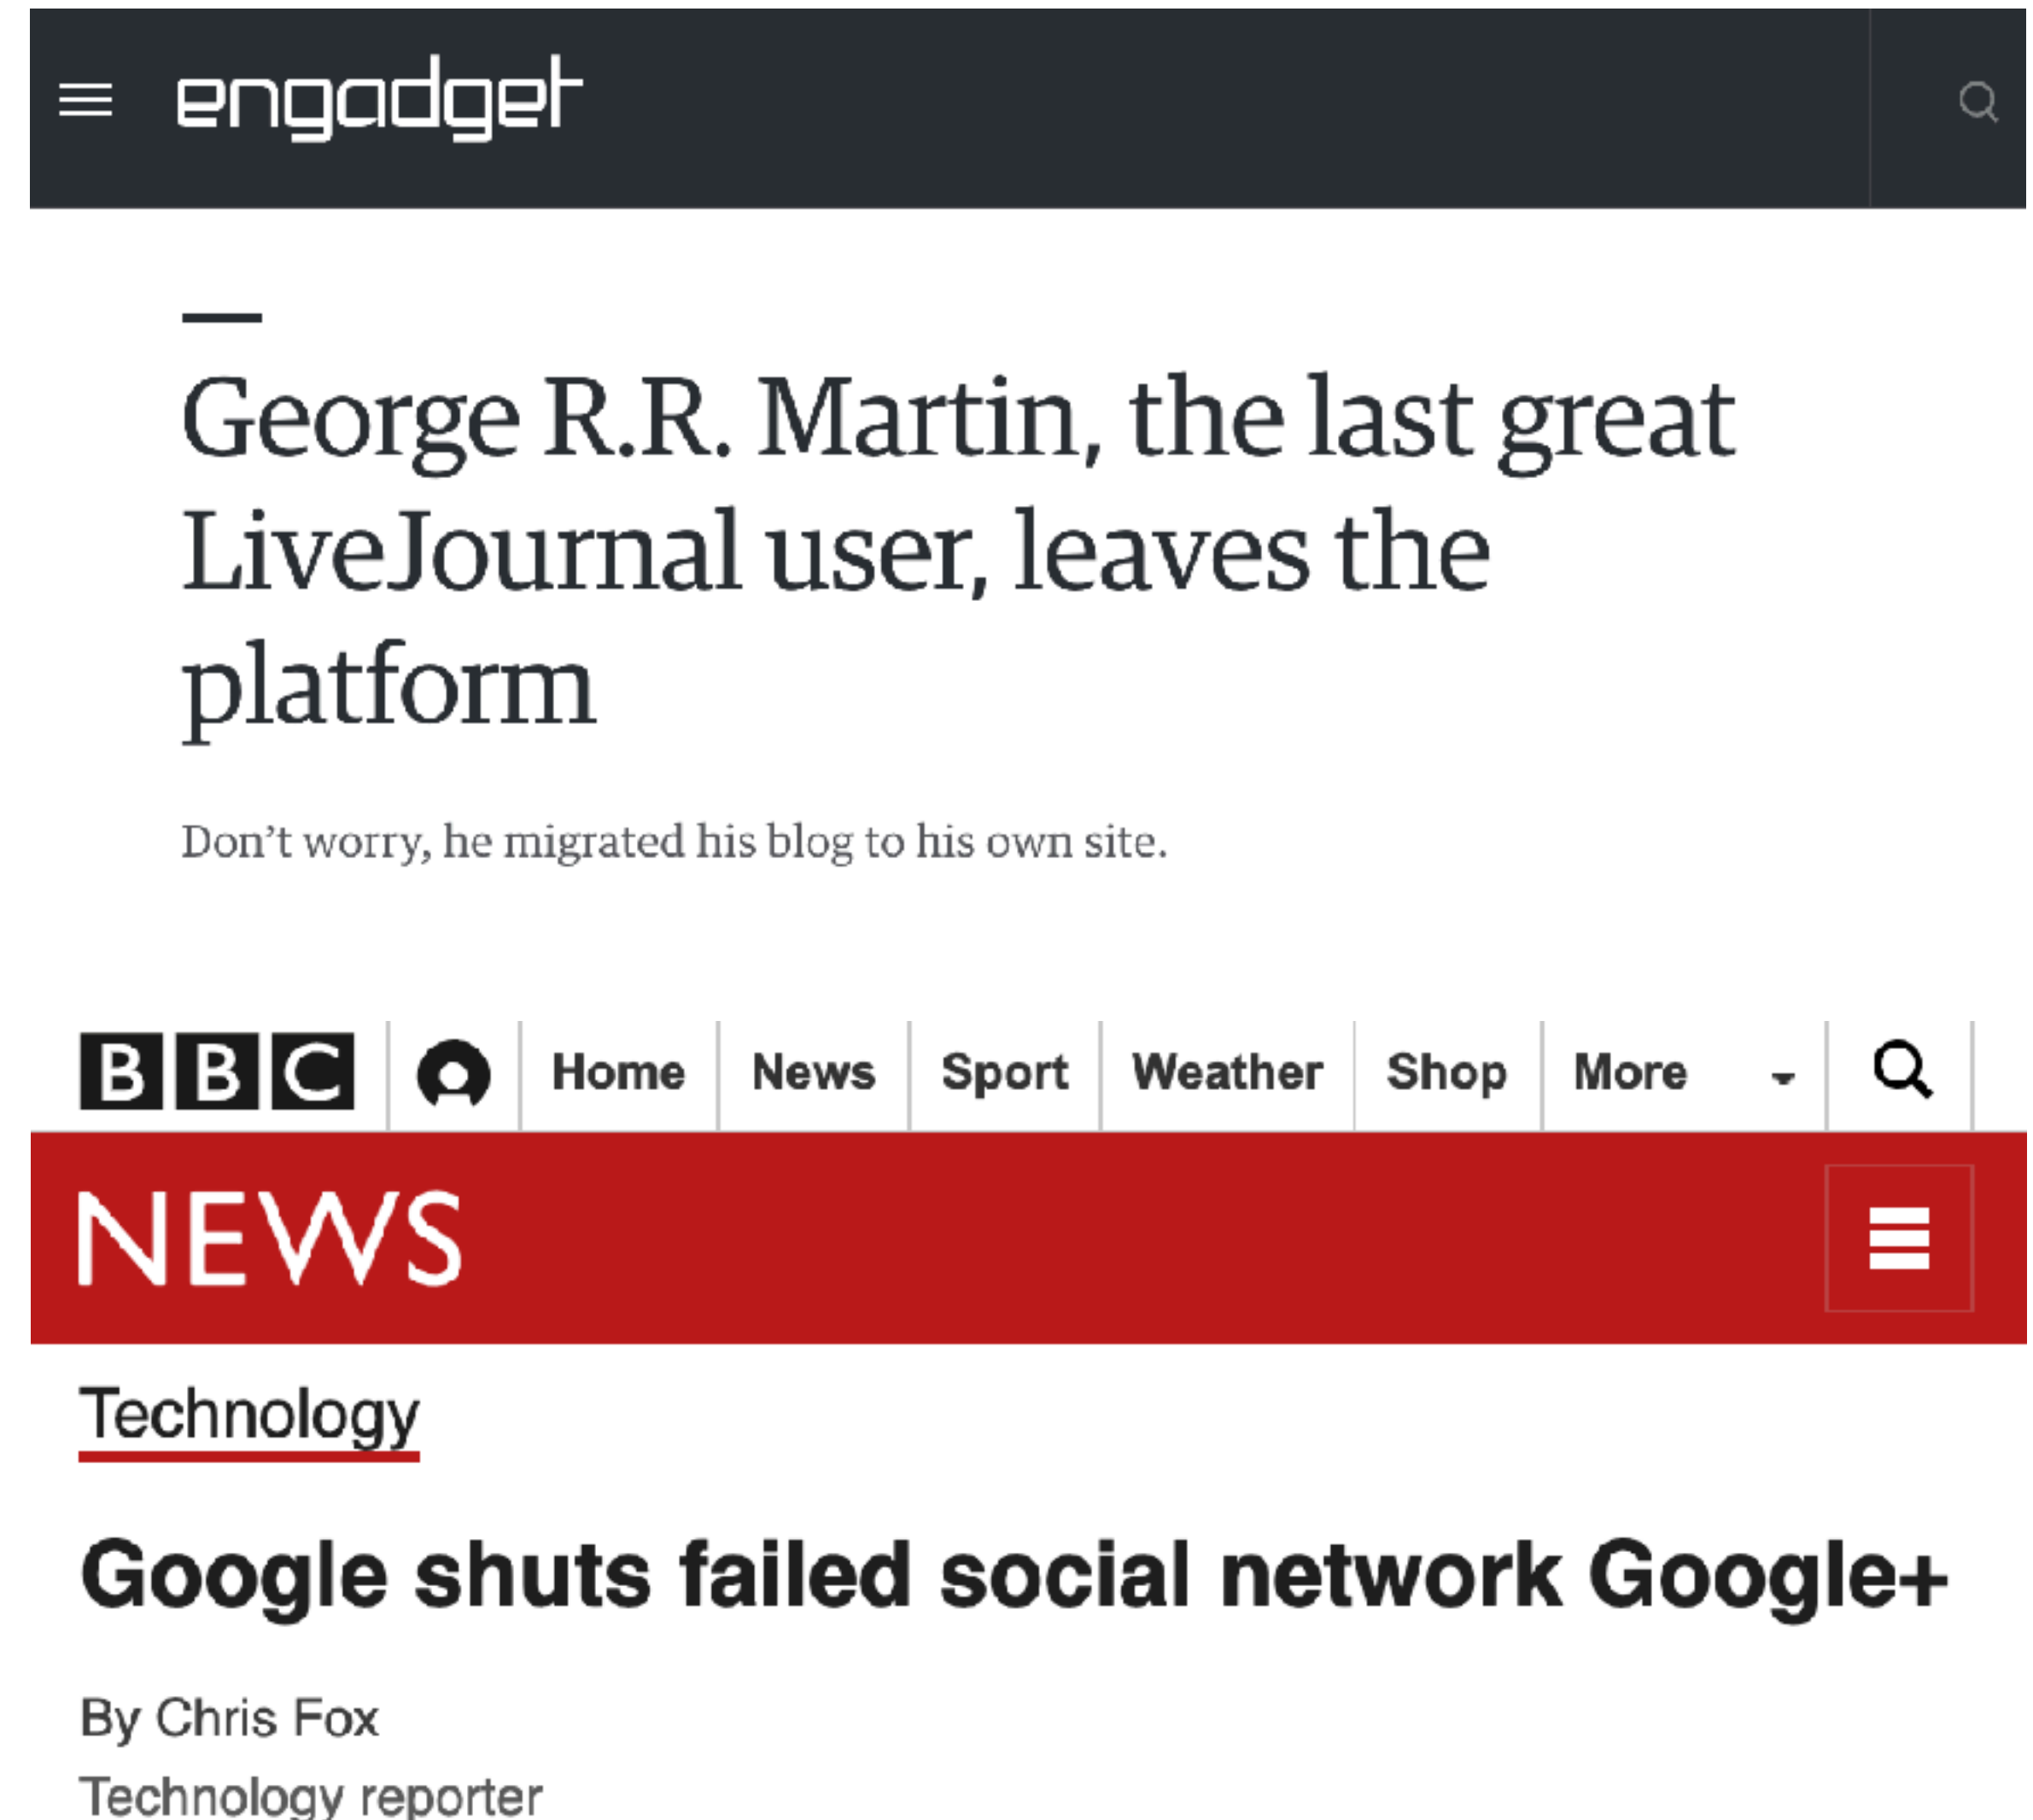 engadget
George R.R. Martin, the last great
LiveJournal user, leaves the
platform
Don’t worry, he migrated his blog to his own site.
BBC Home News Sport Weather Shop More
NEWS
Technology
Google shuts failed social network Google+
By Chris Fox
Technology reporter